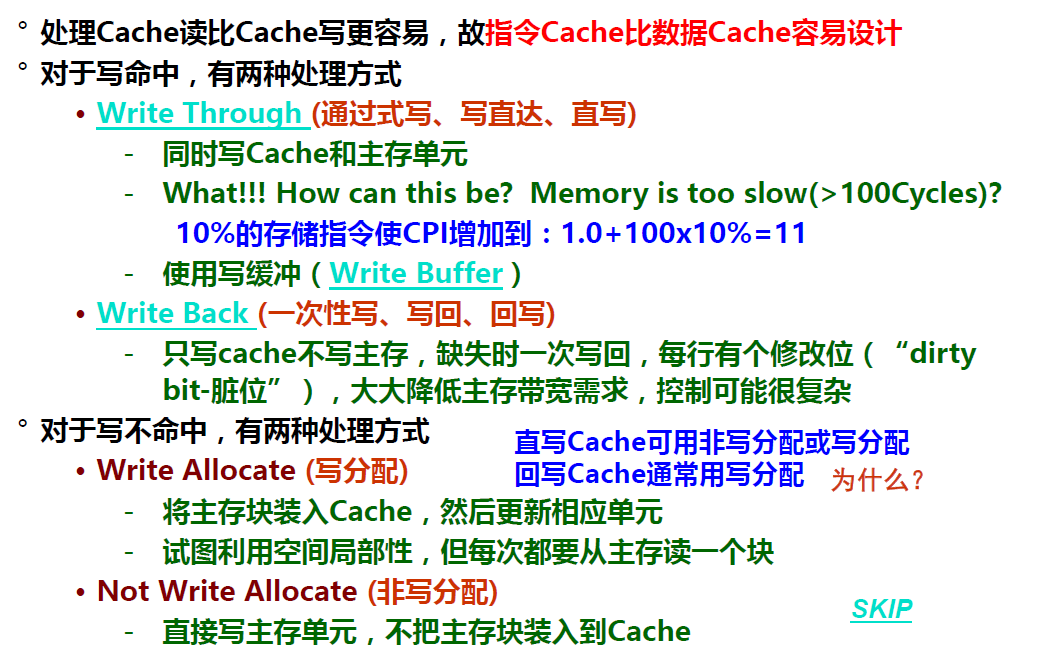 ° 处理Cache读比Cache写更容易，故指令Cache比数据Cache容易设计
° 对于写命中，有两种处理方式
• Write Through (通过式写、写直达、直写)
- 同时写Cache和主存单元
- What!!! How can this be? Memory is too slow(>100Cycles)?
10%的存储指令使CPI增加到：1.0+100x10%=11
- 使用写缓冲（Write Buffer）
• Write Back (一次性写、写回、回写)
- 只写cache不写主存，缺失时一次写回，每行有个修改位（“dirty
bit-脏位”），大大降低主存带宽需求，控制可能很复杂
° 对于写不命中，有两种处理方式
直写Cache可用非写分配或写分配
回写Cache通常用写分配 为什么？
• Write Allocate (写分配)
- 将主存块装入Cache，然后更新相应单元
- 试图利用空间局部性，但每次都要从主存读一个块
• Not Write Allocate (非写分配)
- 直接写主存单元，不把主存块装入到Cache
SKIP